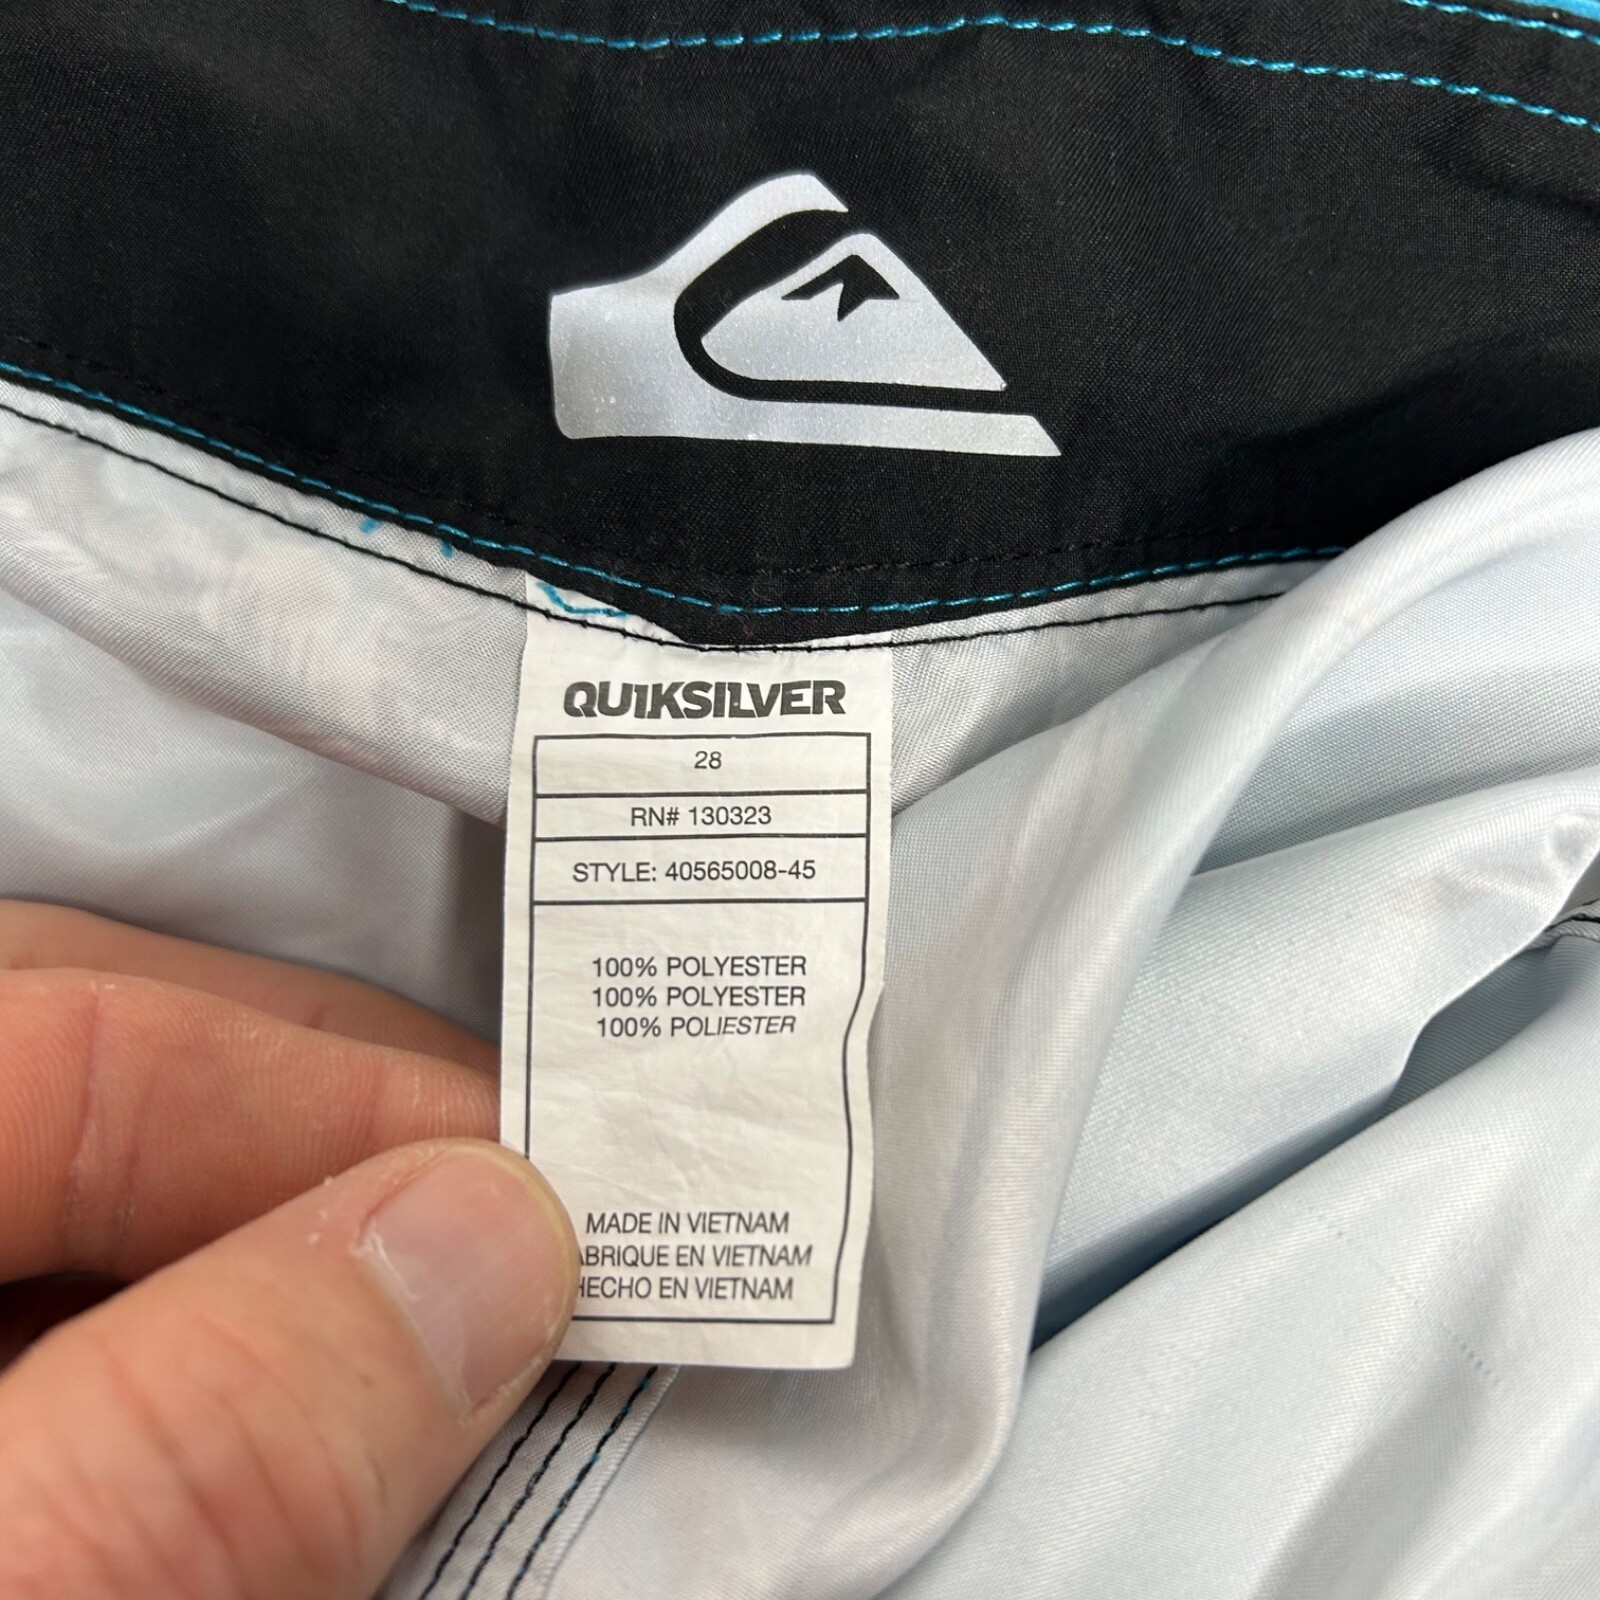 QUIKSILVER
28
RN# 130323
STYLE: 40565008-45
100% POLYESTER
100% POLYESTER
100% POLIESTER
MADE IN VIETNAM
ABRIQUE EN VIETNAM
HECHO EN VIETNAM